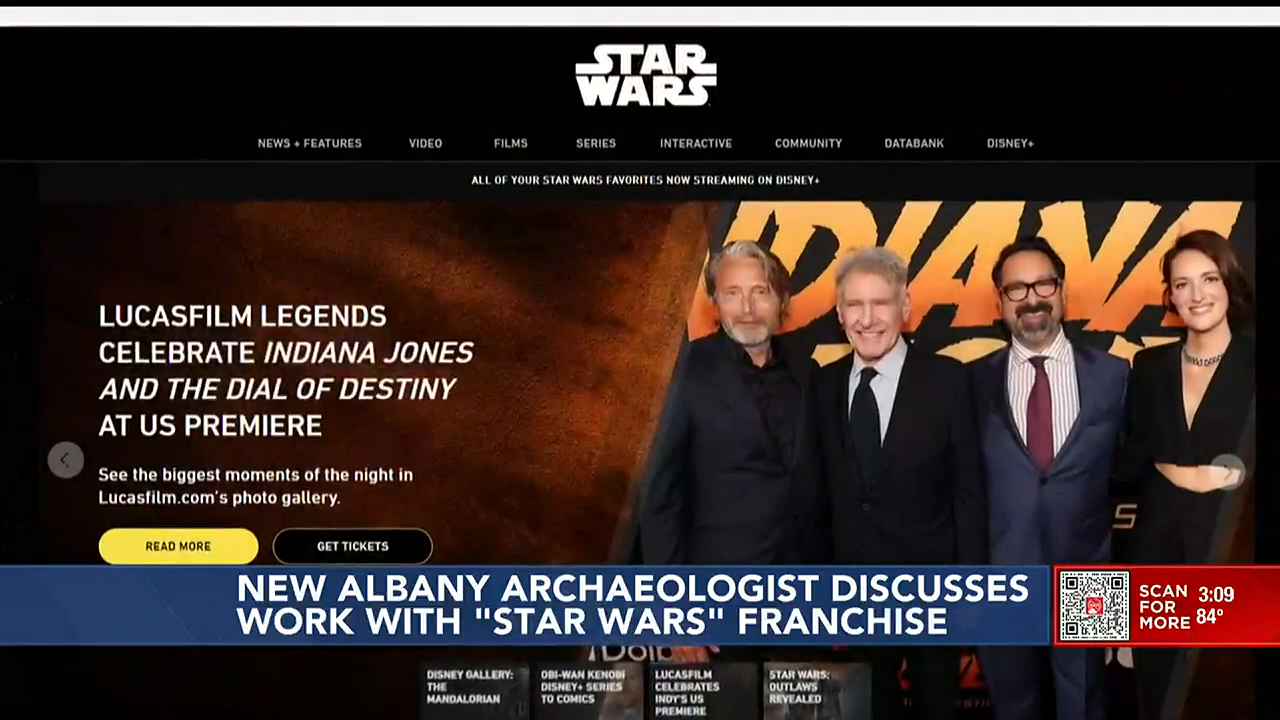 STAR
WARS
NEWS + FEATURES VIDEO FILMS SERIES INTERACTIVE COMMUNITY DATABANK DISNEY+
ALL OF YOUR STAR WARS FAVORITES NOW STREAMING ON DISNEY+
INDIANA
LUCASFILM LEGENDS
CELEBRATE INDIANA JONES
AND THE DIAL OF DESTINY
AT US PREMIERE
See the biggest moments of the night in
Lucasfilm.com's photo gallery.
READ MORE GET TICKETS
NEW ALBANY ARCHAEOLOGIST DISCUSSES
WORK WITH "STAR WARS" FRANCHISE
SCAN
FOR
MORE
3:09
84°
DISNEY GALLERY:
THE
MANDALORIAN
OBI-WAN KENOBI
DISNEY+ SERIES
TO COMICS
LUCASFILM
CELEBRATES
INDY'S US
PREMIERE
STAR WARS:
OUTLAWS
REVEALED